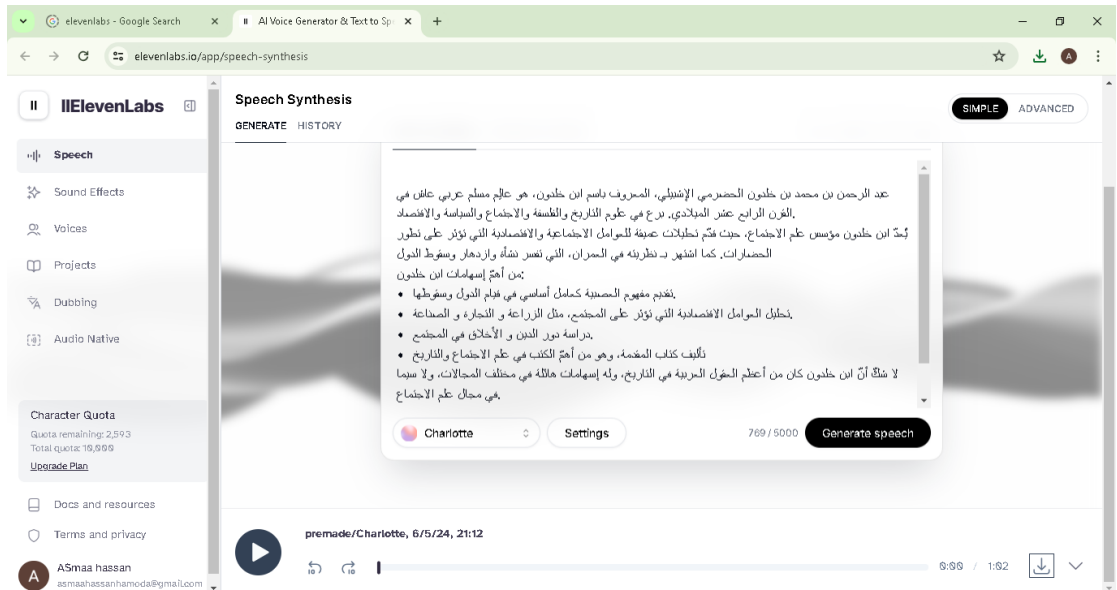 elevenlabs - Google Search
AI Voice Generator & Text to Sp
elevenlabs.io/app/speech-synthesis
A
IIElevenLabs
Speech
Sound Effects
Voices
Projects
Dubbing
Audio Native
Character Quota
Quota remaining: 2,593
Total quota: 10,000
Upgrade Plan
Docs and resources
Terms and privacy
A
ASmaa hassan
asmaahassanhamoda@gmail.com
Speech Synthesis
SIMPLE
ADVANCED
GENERATE
HISTORY
عبد الرحمن بن محمد بن خلدون الحضرمي الإشبيلي، المعروف باسم ابن خلدون، هو عالِم مسلم عربي عاش في
القرن الرابع عشر الميلادي. برع في علوم التاريخ والفلسفة والاجتماع والسياسة والاقتصاد.
يُعدّ ابن خلدون مؤسس علم الاجتماع، حيث قدّم تحليلات عميقة للعوامل الاجتماعية والاقتصادية التي تؤثر على تطور
الحضارات. كما اشتهر بـ نظريته في العمران، التي تفسر نشأة وازدهار وسقوط الدول
من أهمّ إسهامات ابن خلدون:
• تقديم مفهوم العصبية كعامل أساسي في قيام الدول وسقوطها.
• تحليل العوامل الاقتصادية التي تؤثر على المجتمع، مثل الزراعة و التجارة و الصناعة.
• دراسة دور الدين و الأخلاق في المجتمع.
• تأليف كتاب المقدمة، وهو من أهمّ الكتب في علم الاجتماع والتاريخ
لا شكّ أنّ ابن خلدون كان من أعظم العقول العربية في التاريخ، وله إسهامات هائلة في مختلف المجالات، ولا سيما
في مجال علم الاجتماع.
Charlotte
Settings
769/5000
Generate speech
premade/Charlotte, 6/5/24, 21:12
10
10
0:00 / 1:02